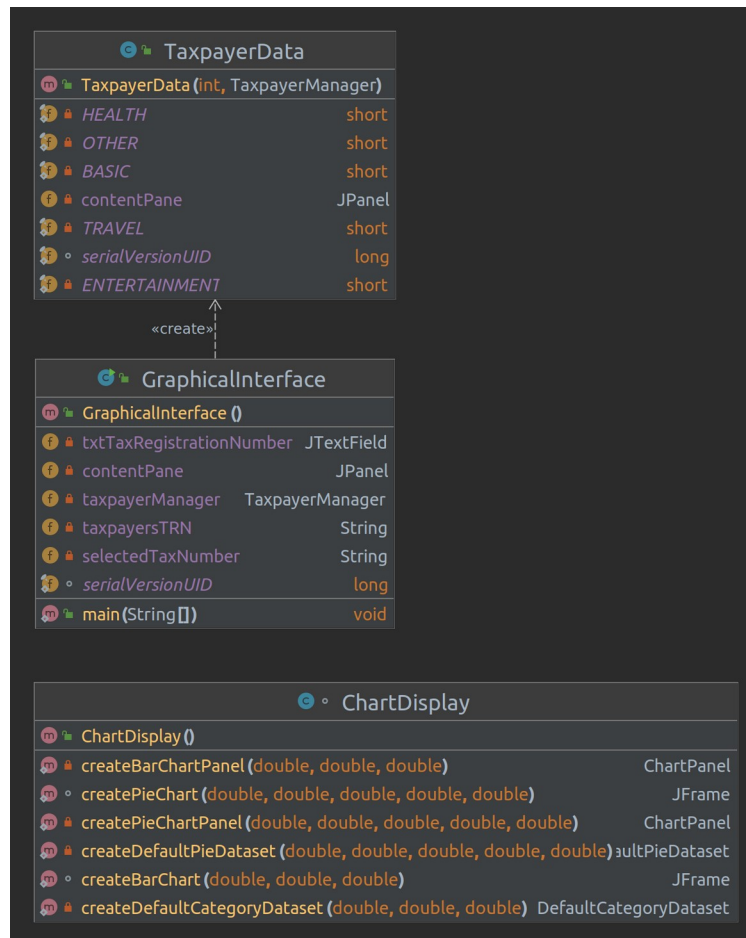 TaxpayerData
TaxpayerData(int, TaxpayerManager)
HEALTH short
OTHER short
BASIC short
contentPane JPanel
TRAVEL short
serialVersionUID long
ENTERTAINMENT short
«create»
GraphicalInterface
GraphicalInterface()
txtTaxRegistrationNumber JTextField
contentPane JPanel
taxpayerManager TaxpayerManager
taxpayersTRN String
selectedTaxNumber String
serialVersionUID long
main(String[]) void
ChartDisplay
ChartDisplay()
createBarChartPanel(double, double, double) ChartPanel
createPieChart(double, double, double, double, double) JFrame
createPieChartPanel(double, double, double, double, double) ChartPanel
createDefaultPieDataset(double, double, double, double, double) aultPieDataset
createBarChart(double, double, double) JFrame
createDefaultCategoryDataset(double, double, double) DefaultCategoryDataset